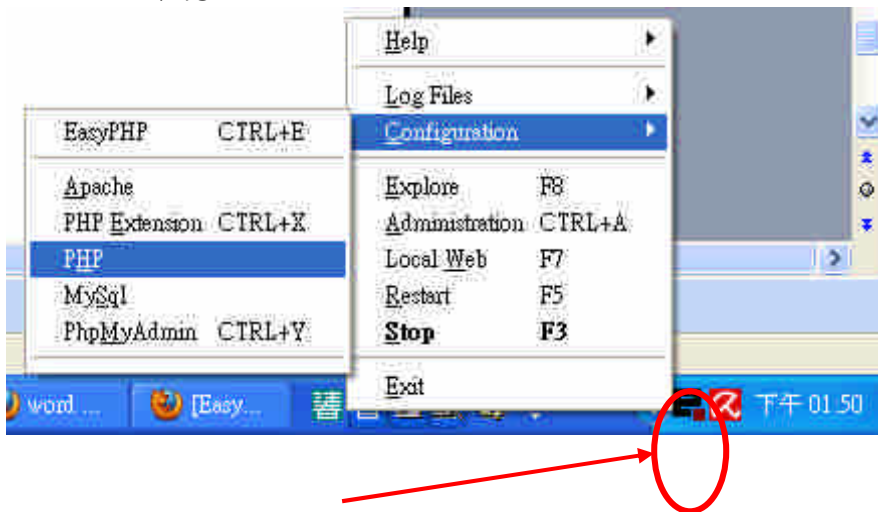 Help
Log Files
Configuration
Explore F8
Administration CTRL+A
Local Web F7
Restart F5
Stop F3
Exit
EasyPHP CTRL+E
Apache
PHP Extension CTRL+X
PHP
MySql
PhpMyAdmin CTRL+Y
word ... [Easy... 下午 01:50